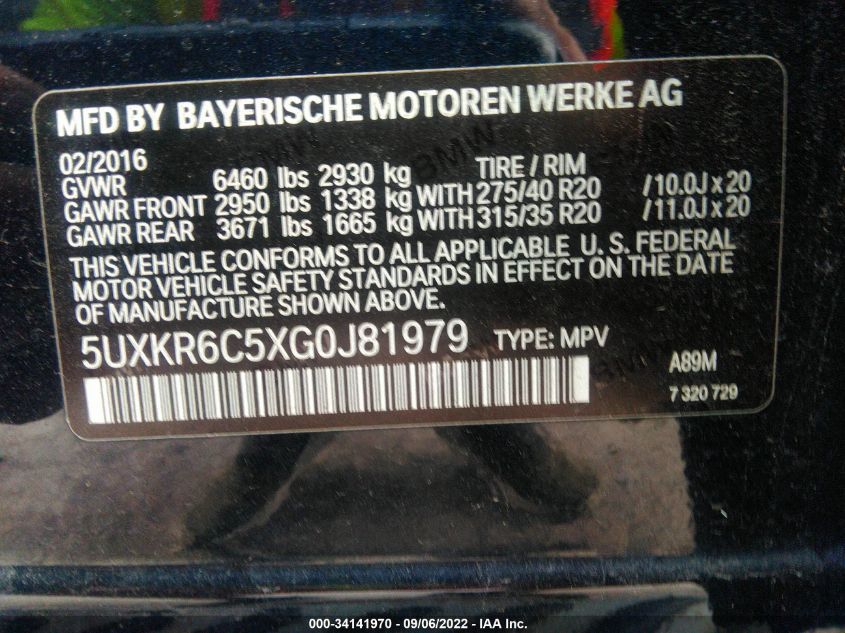 MFD BY BAYERISCHE MOTOREN WERKE AG
02/2016
GVWR 6460 lbs 2930 kg TIRE / RIM
GAWR FRONT 2950 lbs 1338 kg WITH 275/40 R20 /10.0J x 20
GAWR REAR 3671 lbs 1665 kg WITH 315/35 R20 /11.0J x 20
THIS VEHICLE CONFORMS TO ALL APPLICABLE U. S. FEDERAL
MOTOR VEHICLE SAFETY STANDARDS IN EFFECT ON THE DATE
OF MANUFACTURE SHOWN ABOVE.
5UXKR6C5XG0J81979 TYPE: MPV
A89M
7 320 729
000-34141970 - 09/06/2022 - IAA Inc.